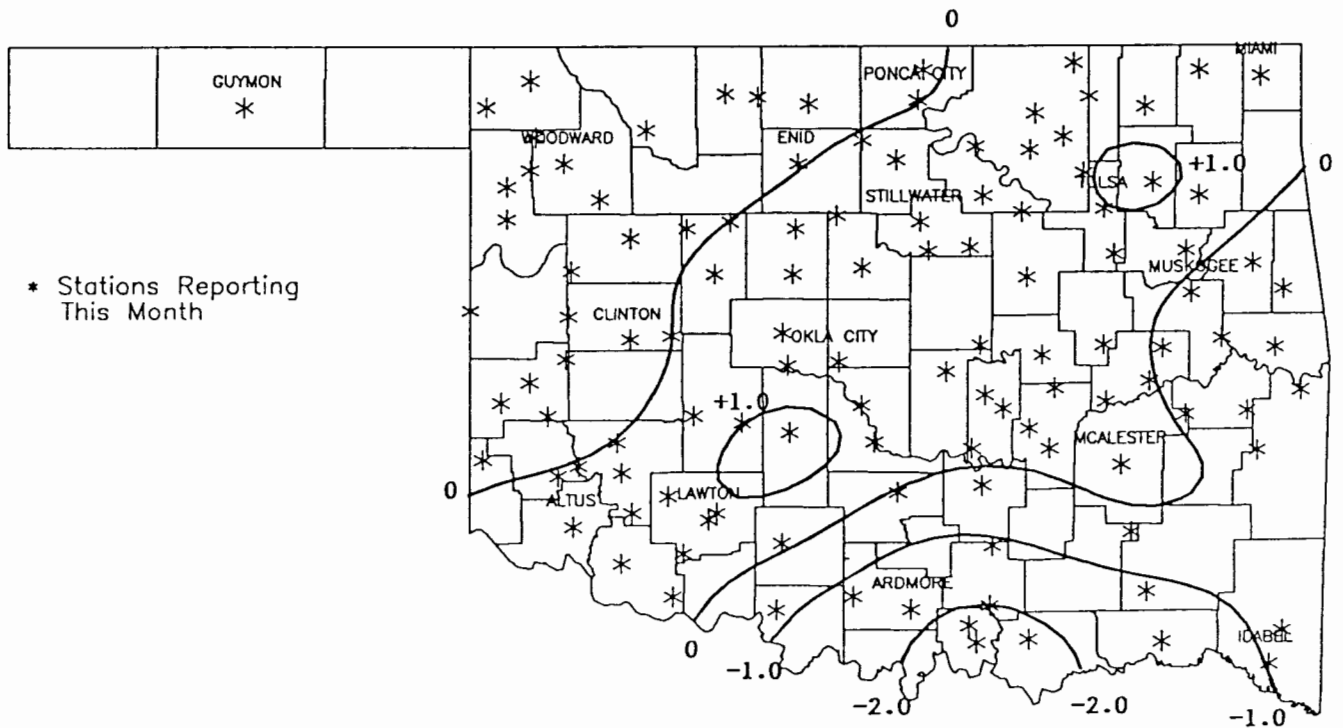 0
MIAMI
GUYMON
PONCA CITY
WOODWARD
ENID
+1.0
0
TULSA
STILLWATER
MUSKOGEE
* Stations Reporting
This Month
CLINTON
OKLA CITY
+1.0
MCALESTER
0
ALTUS
LAWTON
ARDMORE
IDABEL
0
-1.0
-2.0
-2.0
-1.0